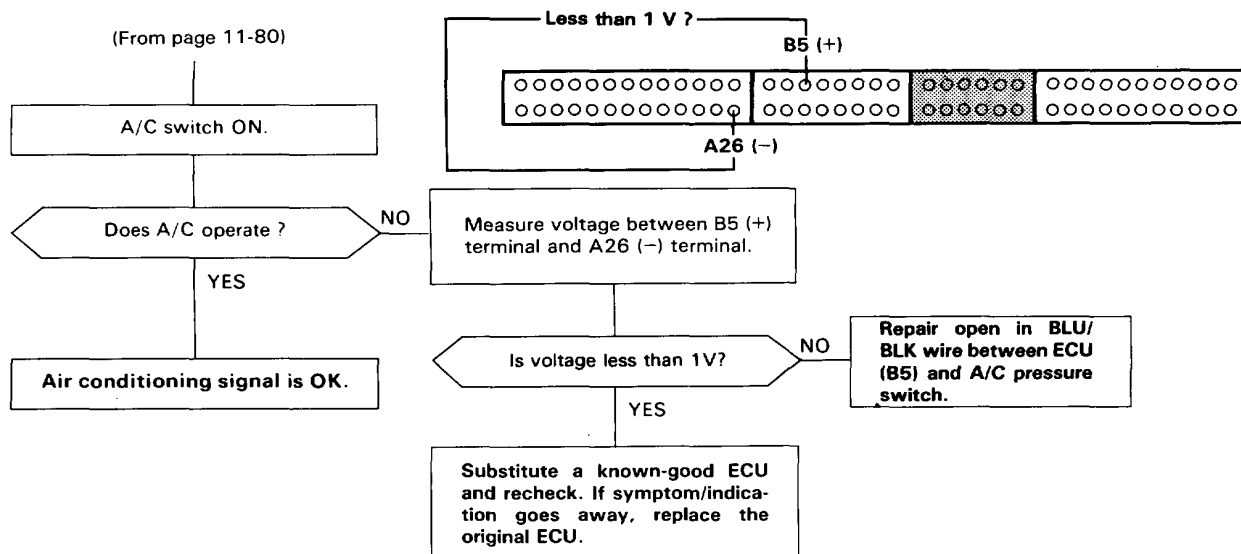 (From page 11-80)
Less than 1 V ?
B5 (+)
A26 (−)
A/C switch ON.
Does A/C operate ?
NO
YES
Measure voltage between B5 (+)
terminal and A26 (−) terminal.
Air conditioning signal is OK.
Is voltage less than 1V?
NO
YES
Repair open in BLU/
BLK wire between ECU
(B5) and A/C pressure
switch.
Substitute a known-good ECU
and recheck. If symptom/indica-
tion goes away, replace the
original ECU.